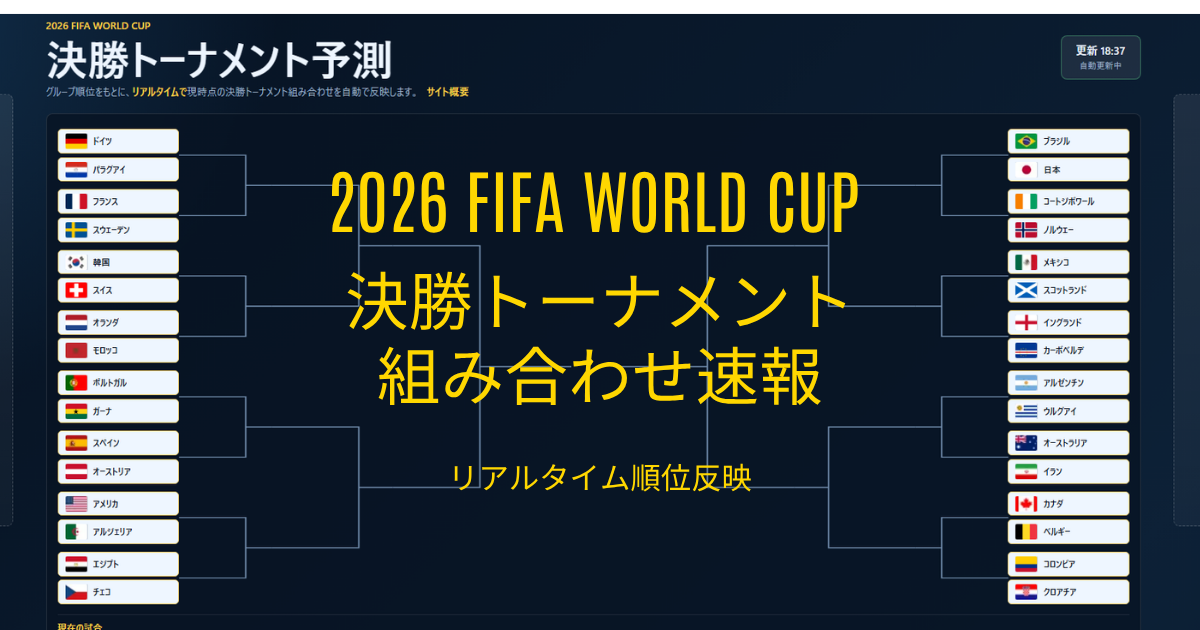 2026 FIFA WORLD CUP
決勝トーナメント予測
グループ順位をもとに、リアルタイムで現時点の決勝トーナメント組み合わせを自動で反映します。 サイト概要
更新 18:37
自動更新中
ドイツ
パラグアイ
フランス
スウェーデン
韓国
スイス
オランダ
モロッコ
ポルトガル
ガーナ
スペイン
オーストリア
アメリカ
アルジェリア
エジプト
チェコ
2026 FIFA WORLD CUP
決勝トーナメント
組み合わせ速報
リアルタイム順位反映
ブラジル
日本
コートジボワール
ノルウェー
メキシコ
スコットランド
イングランド
カーボベルデ
アルゼンチン
ウルグアイ
オーストラリア
イラン
カナダ
ベルギー
コロンビア
クロアチア
現在の試合